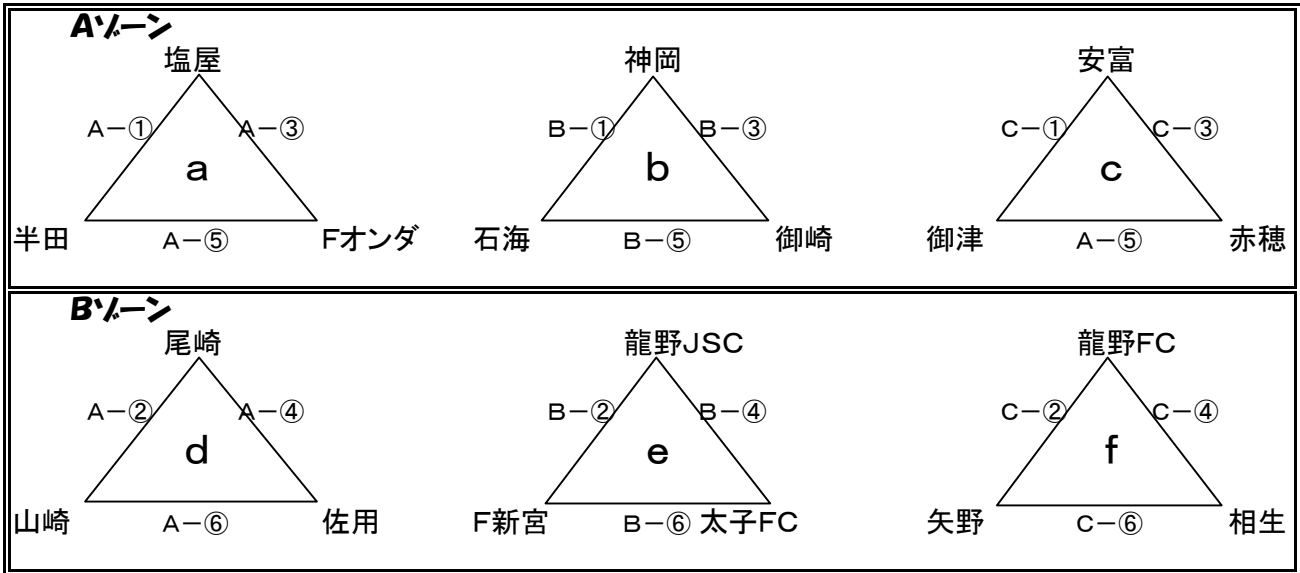 Aゾーン
塩屋 神岡 安富
A-① A-③ B-① B-③ C-① C-③
a b c
半田 A-⑤ Fオンダ 石海 B-⑤ 御崎 御津 A-⑤ 赤穂
Bゾーン
尾崎 龍野JSC 龍野FC
A-② A-④ B-② B-④ C-② C-④
d e f
山崎 A-⑥ 佐用 F新宮 B-⑥ 太子FC 矢野 C-⑥ 相生